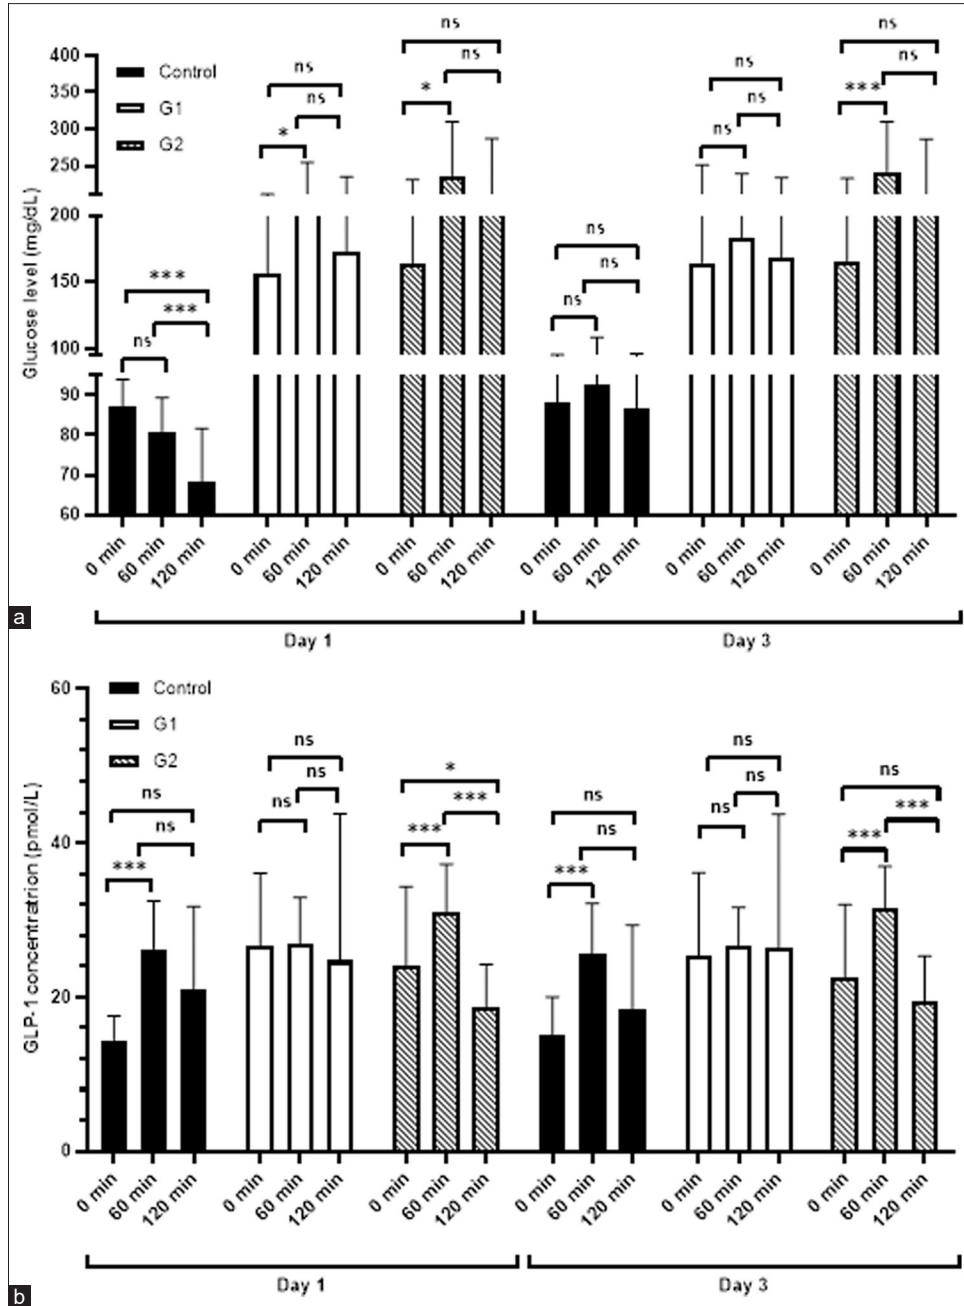 ns
ns
400
Control
ns
ns
ns
ns
350
G1
ns
*
***
ns
300
G2
*
ns
250
200
ns
150
***
ns
***
ns
100
ns
90
80
70
60
Glucose level (mg/dL)
0 min 60 min 120 min 0 min 60 min 120 min 0 min 60 min 120 min 0 min 60 min 120 min 0 min 60 min 120 min 0 min 60 min 120 min
a
Day 1 Day 3
60
Control
G1
G2
ns
ns
ns
*
ns
ns
ns
ns
ns
***
ns
***
ns
ns
***
ns
***
ns
***
***
40
20
0
GLP-1 concentratrion (pmol/L)
0 min 60 min 120 min 0 min 60 min 120 min 0 min 60 min 120 min 0 min 60 min 120 min 0 min 60 min 120 min 0 min 60 min 120 min
Day 1 Day 3
b